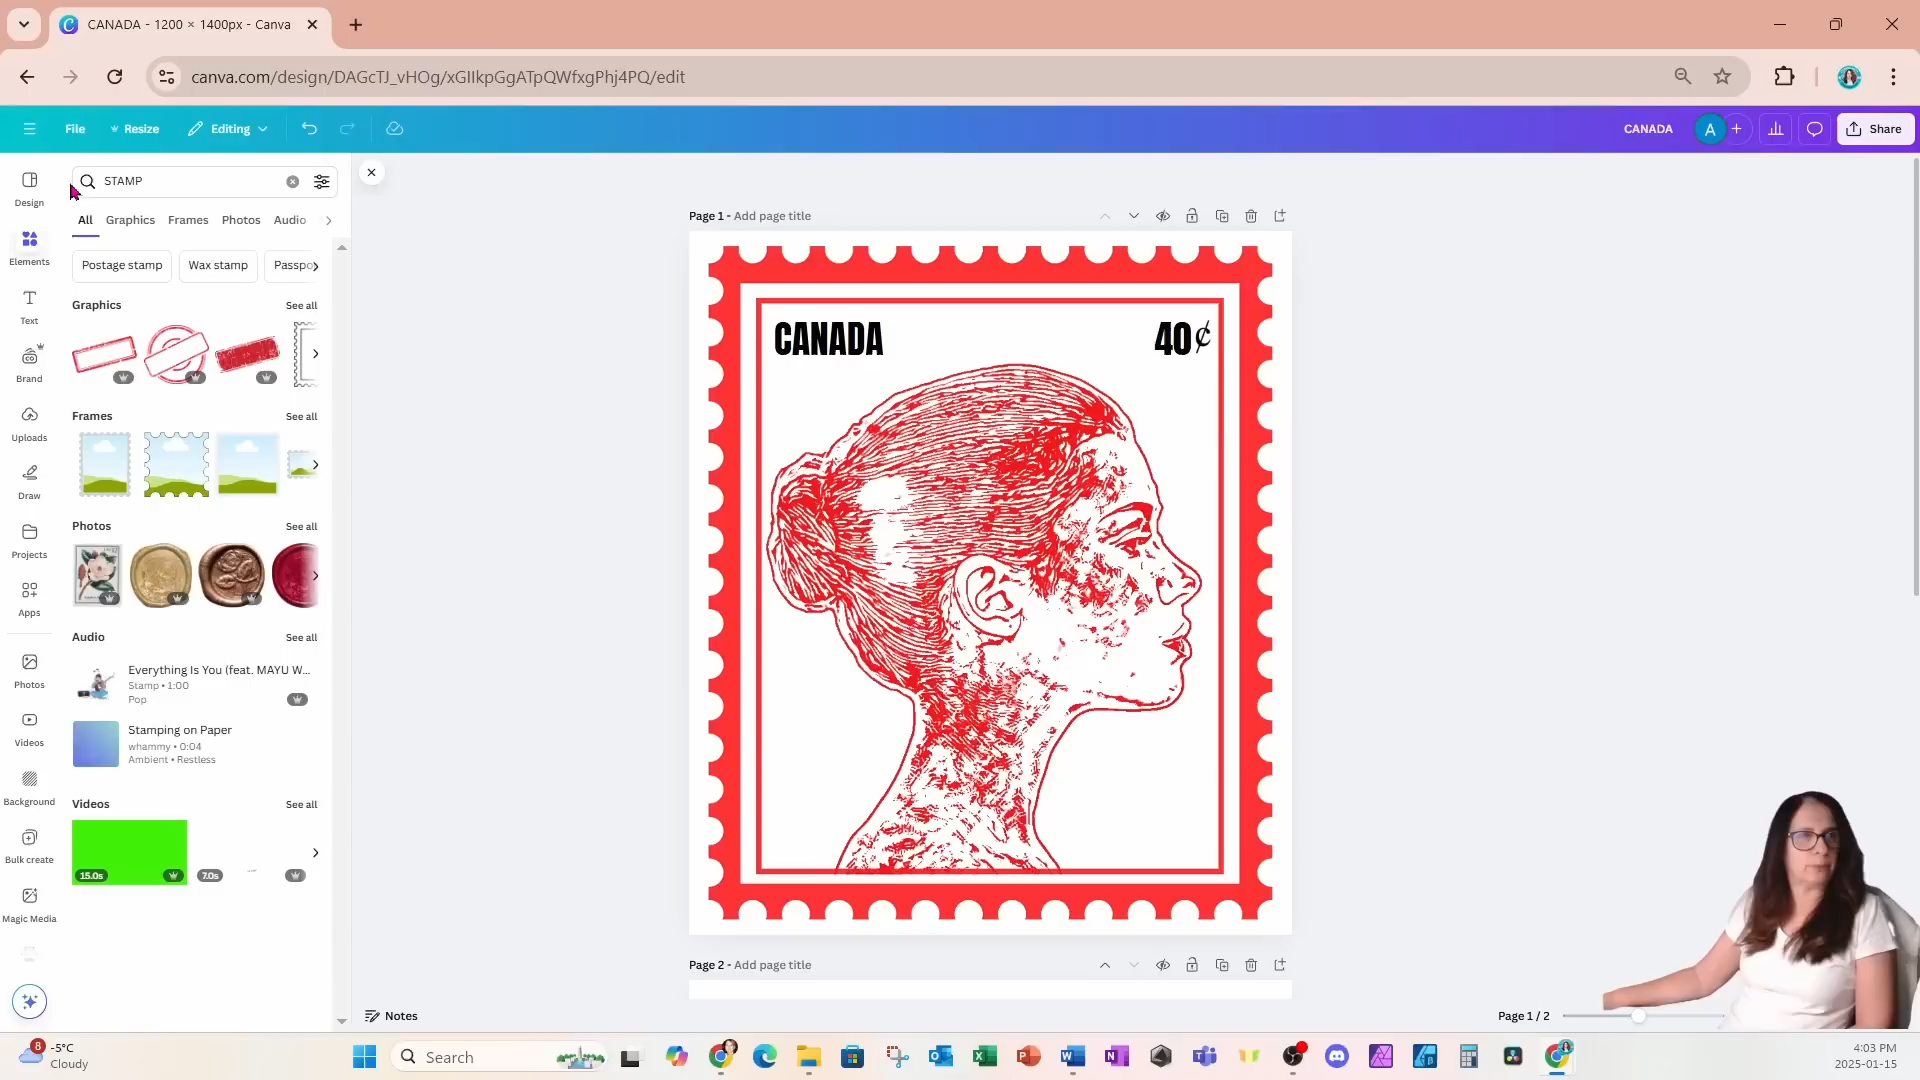 CANADA - 1200 × 1400px - Canva
canva.com/design/DAGcTJ_vHOg/xGIIkpGgATpQWfxgPhj4PQ/edit
File
Resize
Editing
CANADA
A
Share
Design
Elements
Text
Brand
Uploads
Draw
Projects
Apps
Photos
Videos
Background
Bulk create
Magic Media
STAMP
All
Graphics
Frames
Photos
Audio
Postage stamp
Wax stamp
Graphics
See all
Frames
See all
Photos
See all
Audio
See all
Everything Is You (feat. MAYU W...
Stamp • 1:00
Pop
Stamping on Paper
whammy • 0:04
Ambient • Restless
Videos
See all
15.0s
7.0s
Page 1 - Add page title
CANADA
40¢
Page 2 - Add page title
Notes
Page 1 / 2
8
-5°C
Cloudy
Search
4:03 PM
2025-01-15